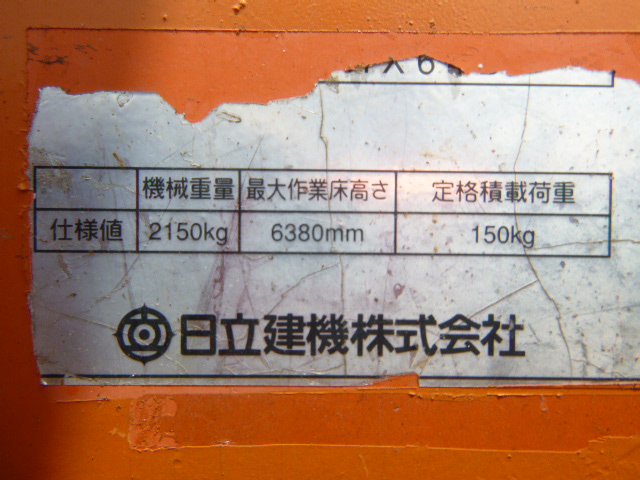 機械重量 最大作業床高さ 定格積載荷重
仕様値 2150kg 6380mm 150kg
日立建機株式会社